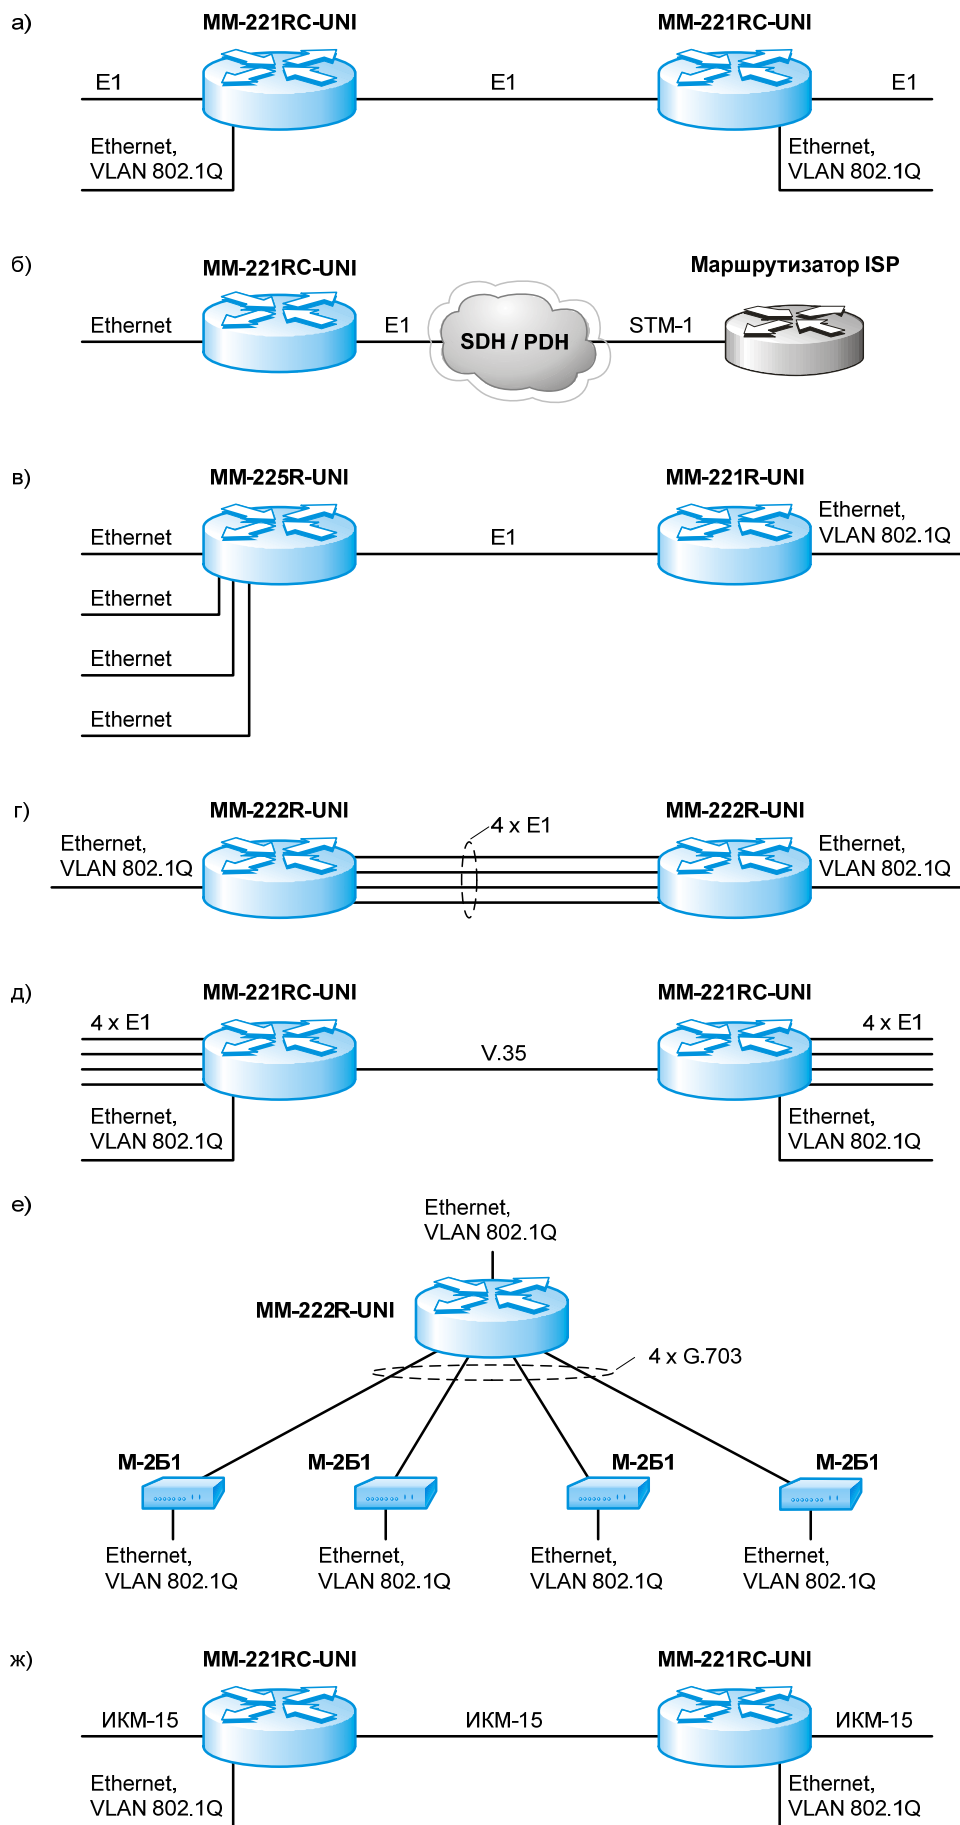 а)
MM-221RC-UNI
MM-221RC-UNI
E1
E1
E1
Ethernet,
VLAN 802.1Q
Ethernet,
VLAN 802.1Q
б)
MM-221RC-UNI
Маршрутизатор ISP
Ethernet
E1
SDH / PDH
STM-1
в)
MM-225R-UNI
MM-221R-UNI
Ethernet
E1
Ethernet,
VLAN 802.1Q
Ethernet
Ethernet
Ethernet
г)
MM-222R-UNI
MM-222R-UNI
4 x E1
Ethernet,
VLAN 802.1Q
Ethernet,
VLAN 802.1Q
д)
MM-221RC-UNI
MM-221RC-UNI
4 x E1
V.35
4 x E1
Ethernet,
VLAN 802.1Q
Ethernet,
VLAN 802.1Q
е)
Ethernet,
VLAN 802.1Q
MM-222R-UNI
4 x G.703
М-2Б1
М-2Б1
М-2Б1
М-2Б1
Ethernet,
VLAN 802.1Q
Ethernet,
VLAN 802.1Q
Ethernet,
VLAN 802.1Q
Ethernet,
VLAN 802.1Q
ж)
MM-221RC-UNI
MM-221RC-UNI
ИКМ-15
ИКМ-15
ИКМ-15
Ethernet,
VLAN 802.1Q
Ethernet,
VLAN 802.1Q